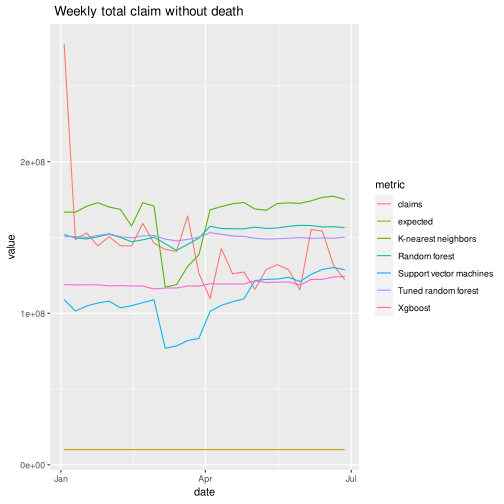 Weekly total claim without death
value
2e+08
1e+08
0e+00
Jan
Apr
Jul
date
metric
claims
expected
K-nearest neighbors
Random forest
Support vector machines
Tuned random forest
Xgboost